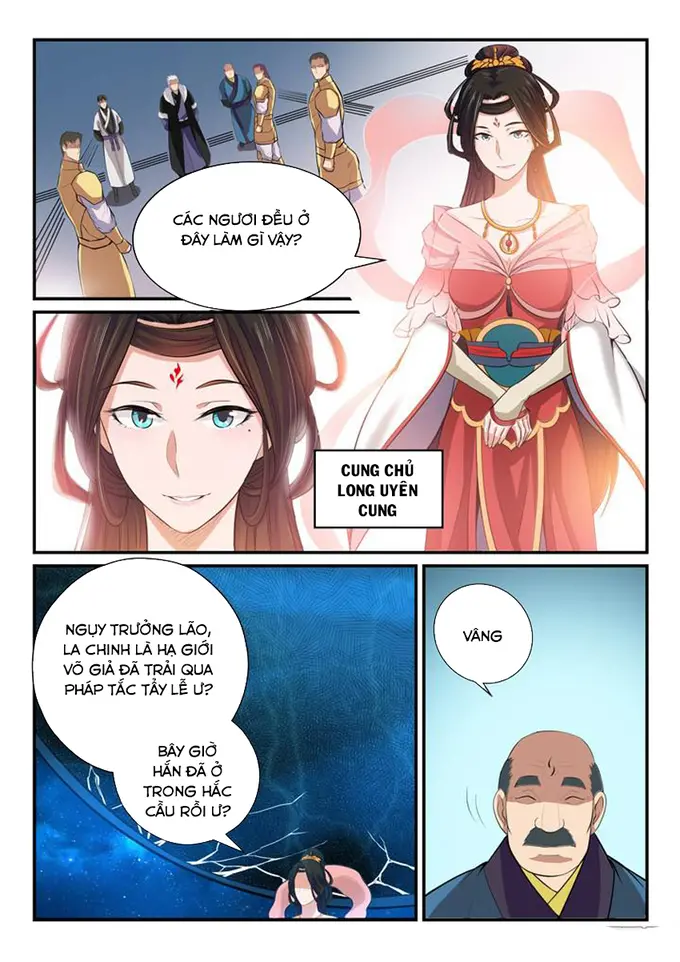 CÁC NGƯƠI ĐỀU Ở
ĐÂY LÀM GÌ VẬY?
CUNG CHỦ
LONG UYÊN
CUNG
NGỤY TRƯỞNG LÃO,
LA CHINH LÀ HẠ GIỚI
VÕ GIẢ ĐÃ TRẢI QUA
PHÁP TẮC TẨY LỄ Ư?
BÂY GIỜ
HẮN ĐÃ Ở
TRONG HẮC
CẦU RỒI Ư?
VÂNG